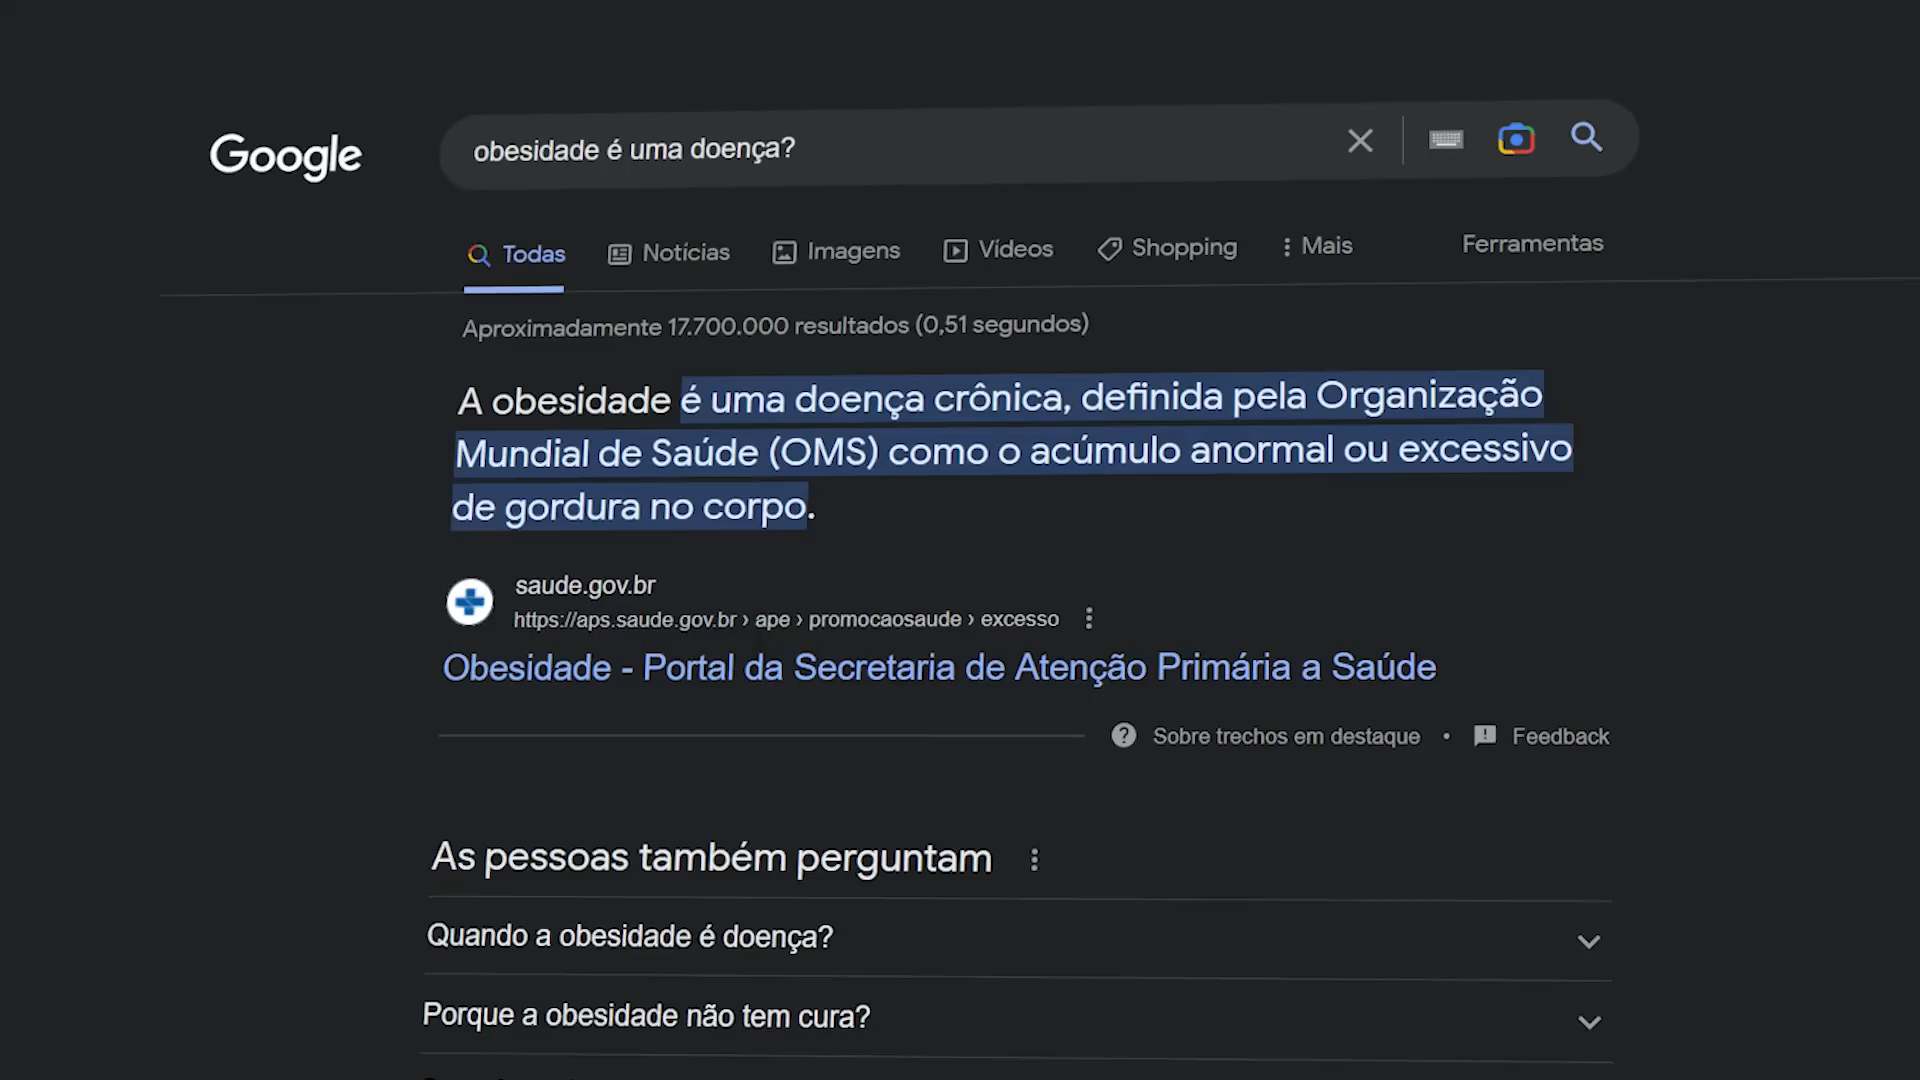 Google
obesidade é uma doença?
Todas Notícias Imagens Vídeos Shopping Mais Ferramentas
Aproximadamente 17.700.000 resultados (0,51 segundos)
A obesidade é uma doença crônica, definida pela Organização
Mundial de Saúde (OMS) como o acúmulo anormal ou excessivo
de gordura no corpo.
saude.gov.br
https://aps.saude.gov.br › ape › promocaosaude › excesso
Obesidade - Portal da Secretaria de Atenção Primária a Saúde
Sobre trechos em destaque • Feedback
As pessoas também perguntam
Quando a obesidade é doença?
Porque a obesidade não tem cura?